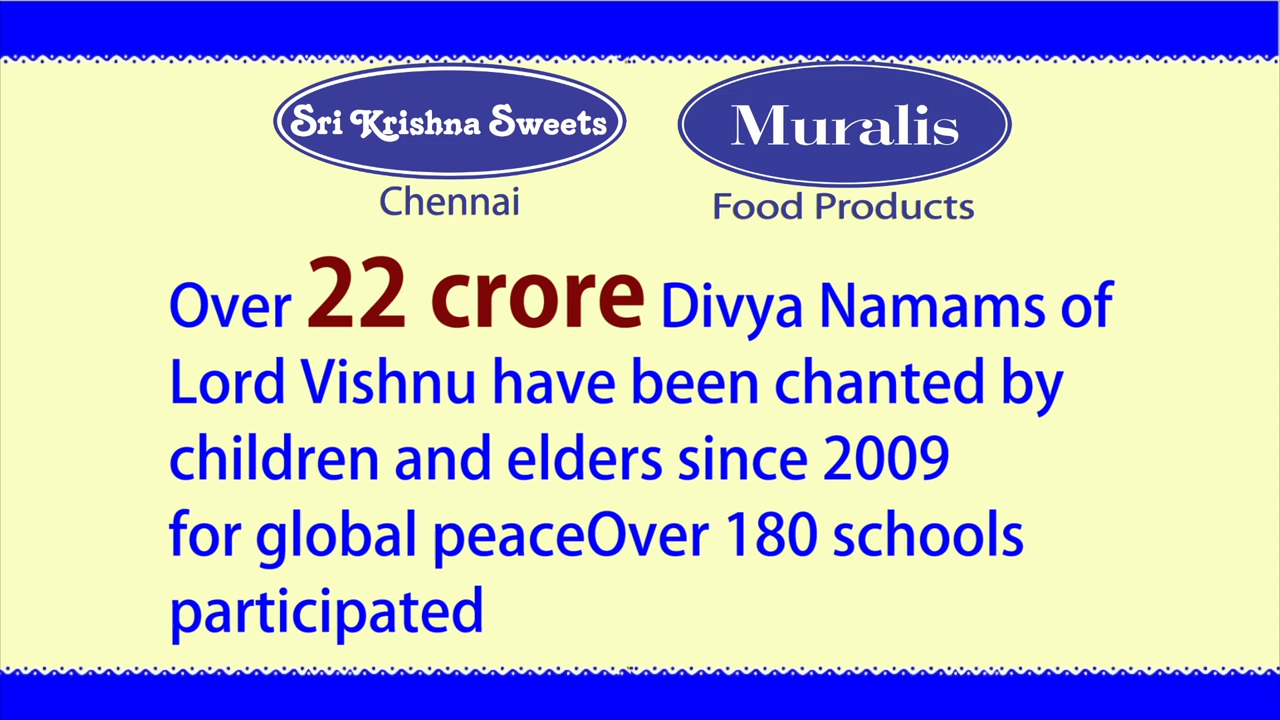 Sri Krishna Sweets
Chennai
Muralis
Food Products
Over 22 crore Divya Namams of
Lord Vishnu have been chanted by
children and elders since 2009
for global peaceOver 180 schools
participated